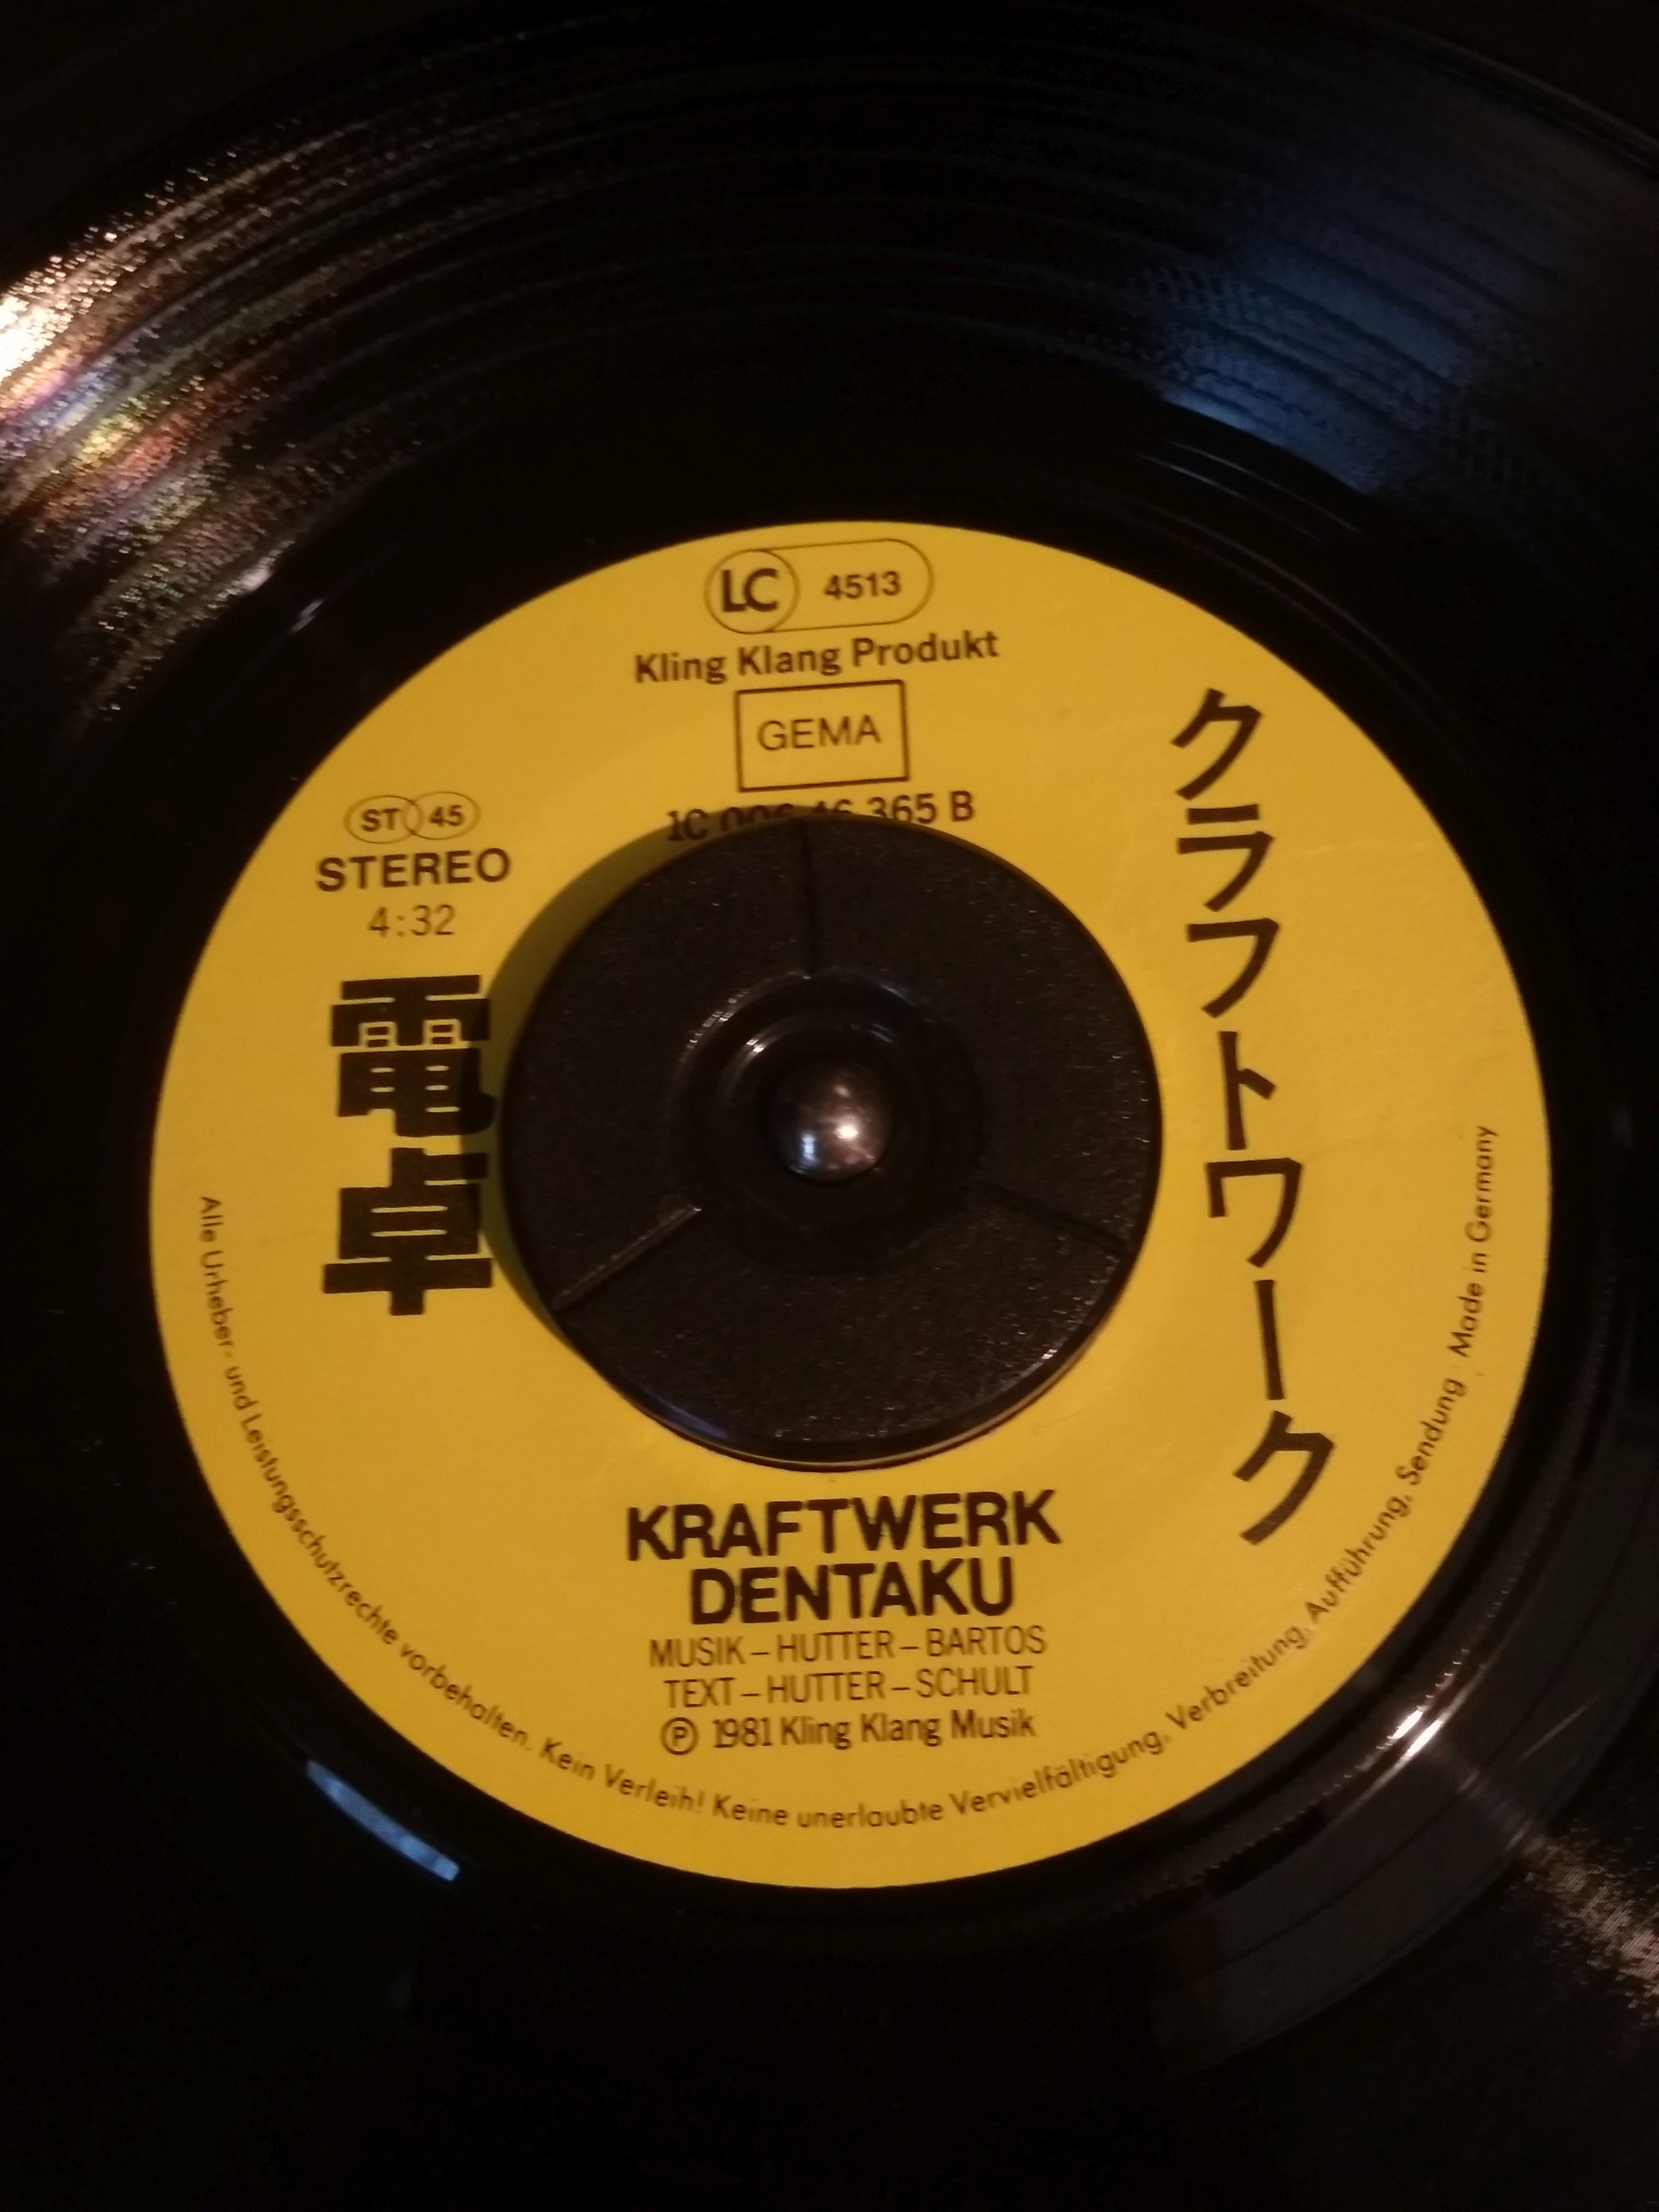 LC 4513
Kling Klang Produkt
GEMA
365 B
ST 45
STEREO
4:32
電卓
クラフトワーク
KRAFTWERK
DENTAKU
MUSIK – HUTTER – BARTOS
TEXT – HUTTER – SCHULT
Ⓟ 1981 Kling Klang Musik
Alle Urheber- und Leistungsschutzrechte vorbehalten. Kein Verleih! Keine unerlaubte Vervielfältigung, Verbreitung, Aufführung, Sendung · Made in Germany